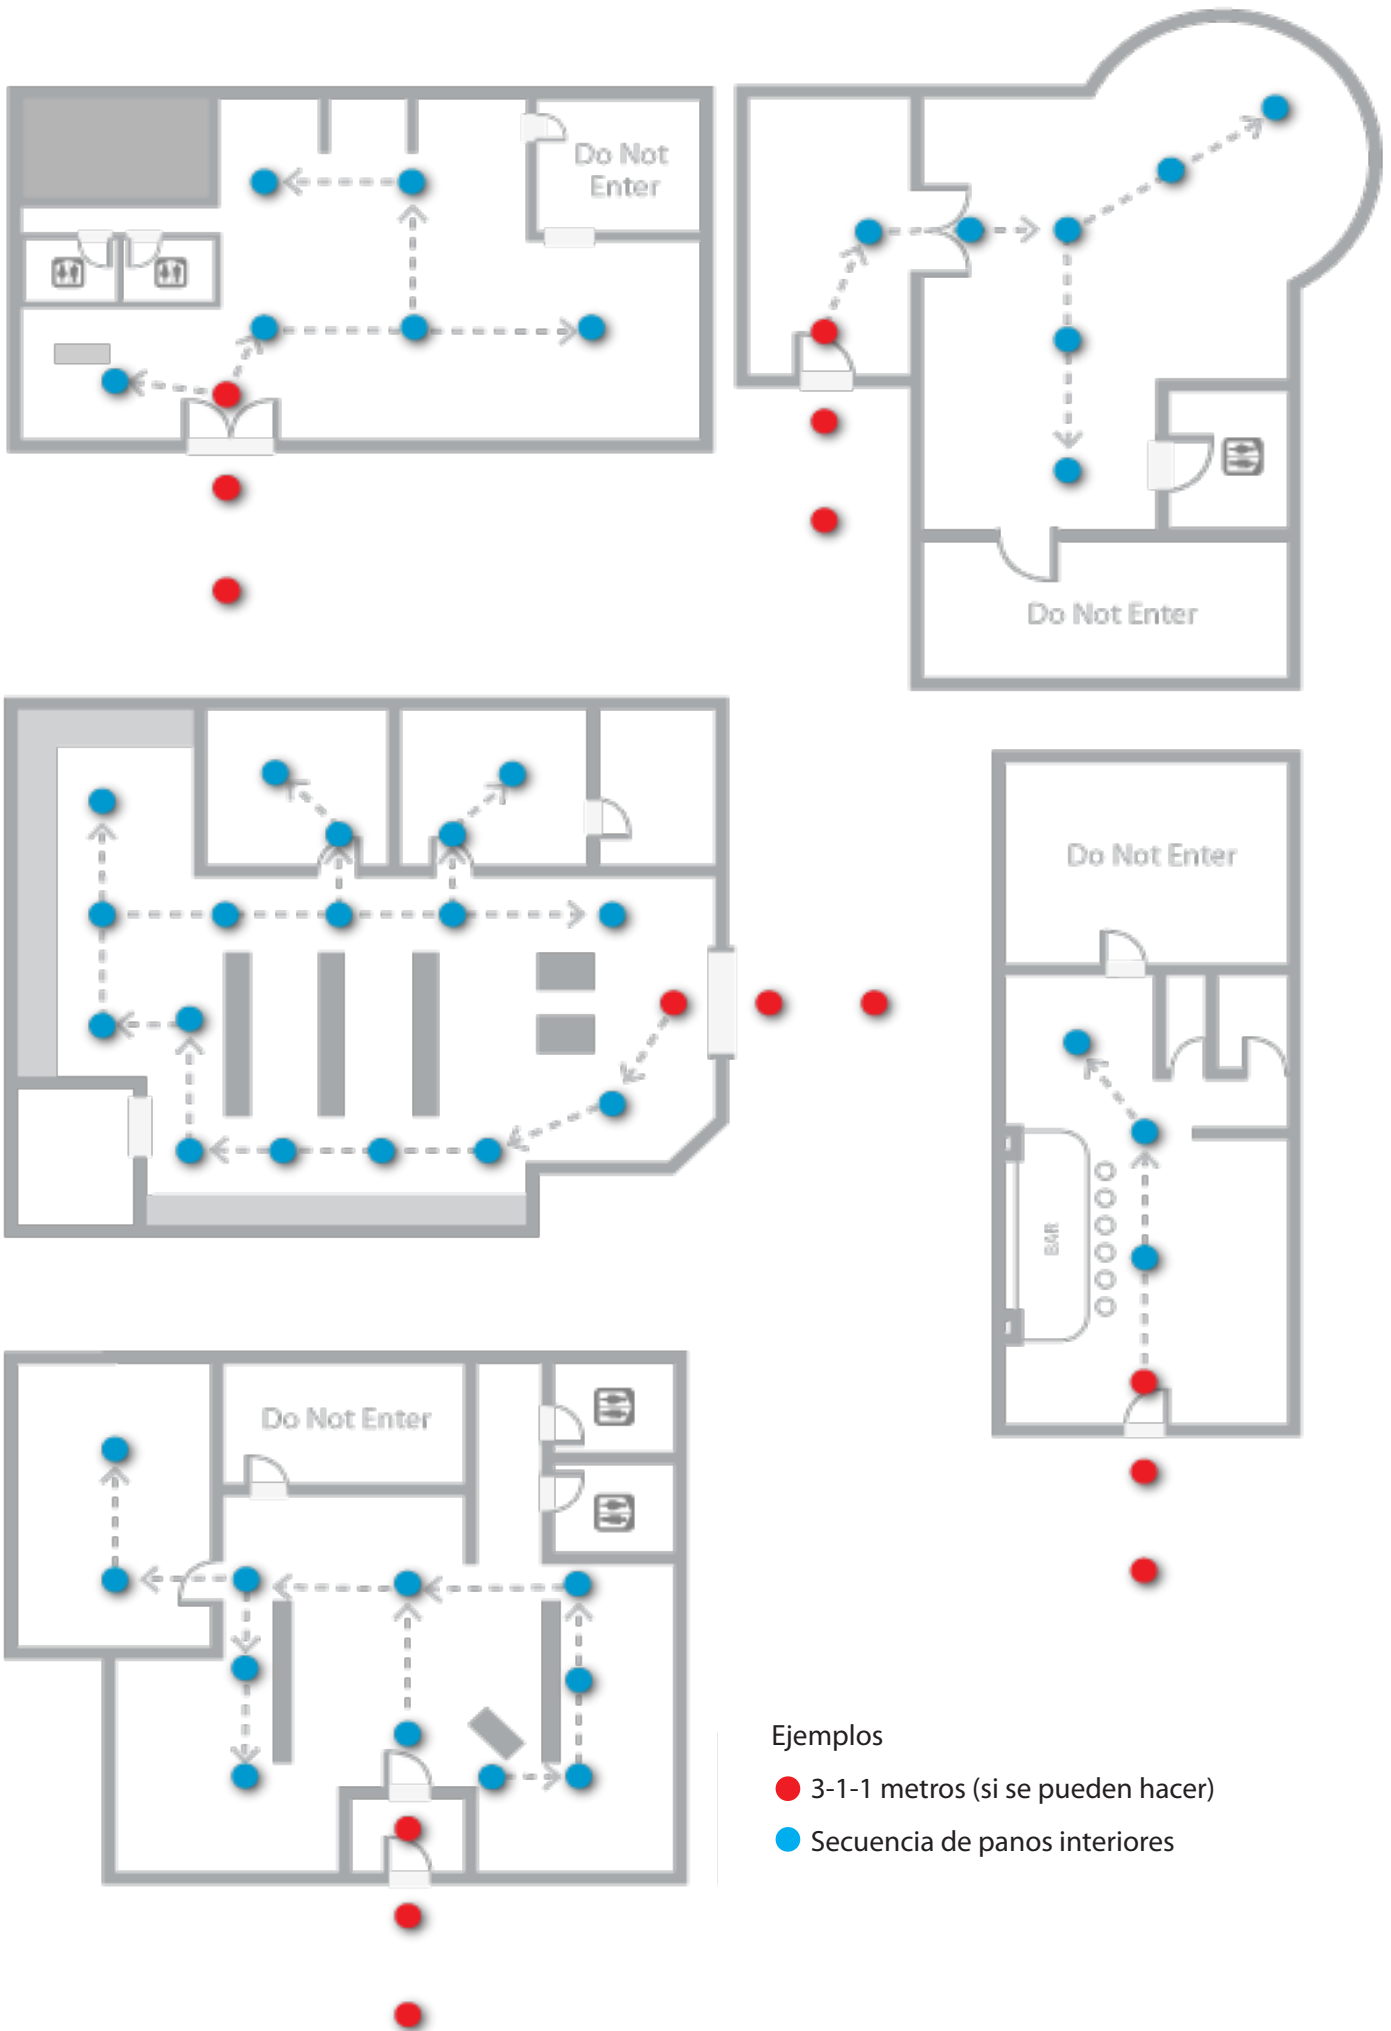 Do Not
Enter
Do Not Enter
Do Not Enter
BAR
Do Not Enter
Ejemplos
3-1-1 metros (si se pueden hacer)
Secuencia de panos interiores